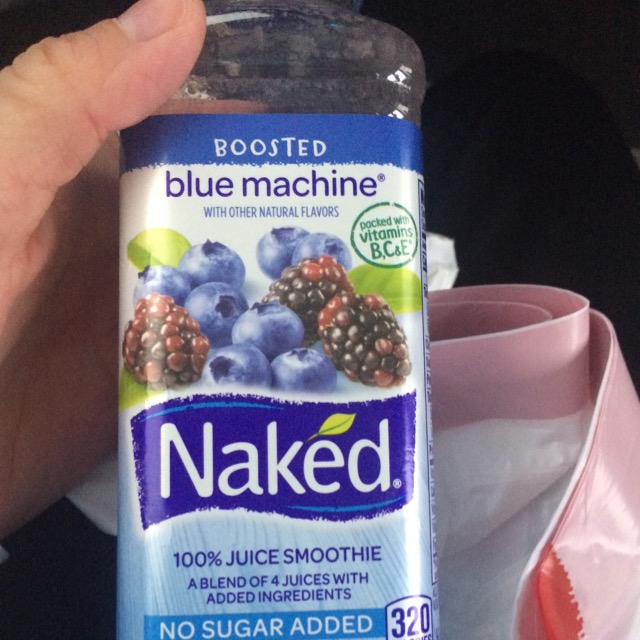 BOOSTED
blue machine®
WITH OTHER NATURAL FLAVORS
packed with
vitamins
B,C&E*
Naked®
100% JUICE SMOOTHIE
A BLEND OF 4 JUICES WITH
ADDED INGREDIENTS
NO SUGAR ADDED
320